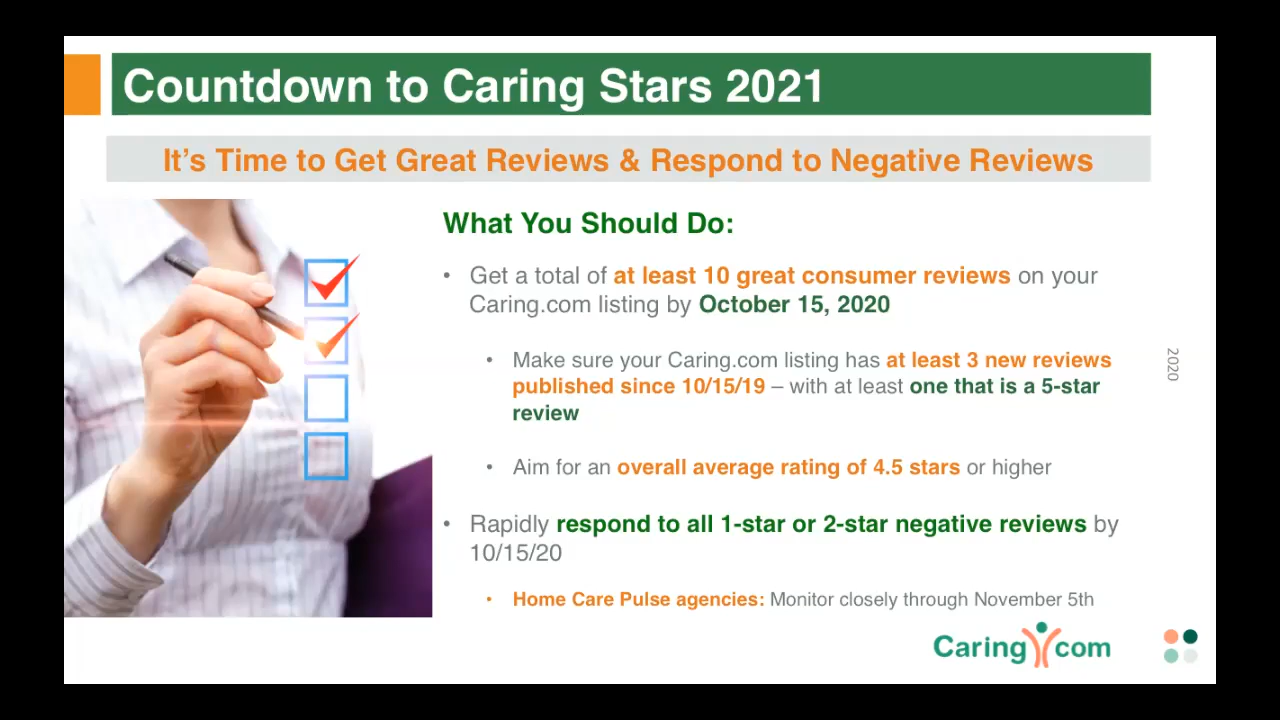 Countdown to Caring Stars 2021
It’s Time to Get Great Reviews & Respond to Negative Reviews
What You Should Do:
• Get a total of at least 10 great consumer reviews on your
Caring.com listing by October 15, 2020
• Make sure your Caring.com listing has at least 3 new reviews
published since 10/15/19 – with at least one that is a 5-star
review
• Aim for an overall average rating of 4.5 stars or higher
• Rapidly respond to all 1-star or 2-star negative reviews by
10/15/20
• Home Care Pulse agencies: Monitor closely through November 5th
2020
Caring com